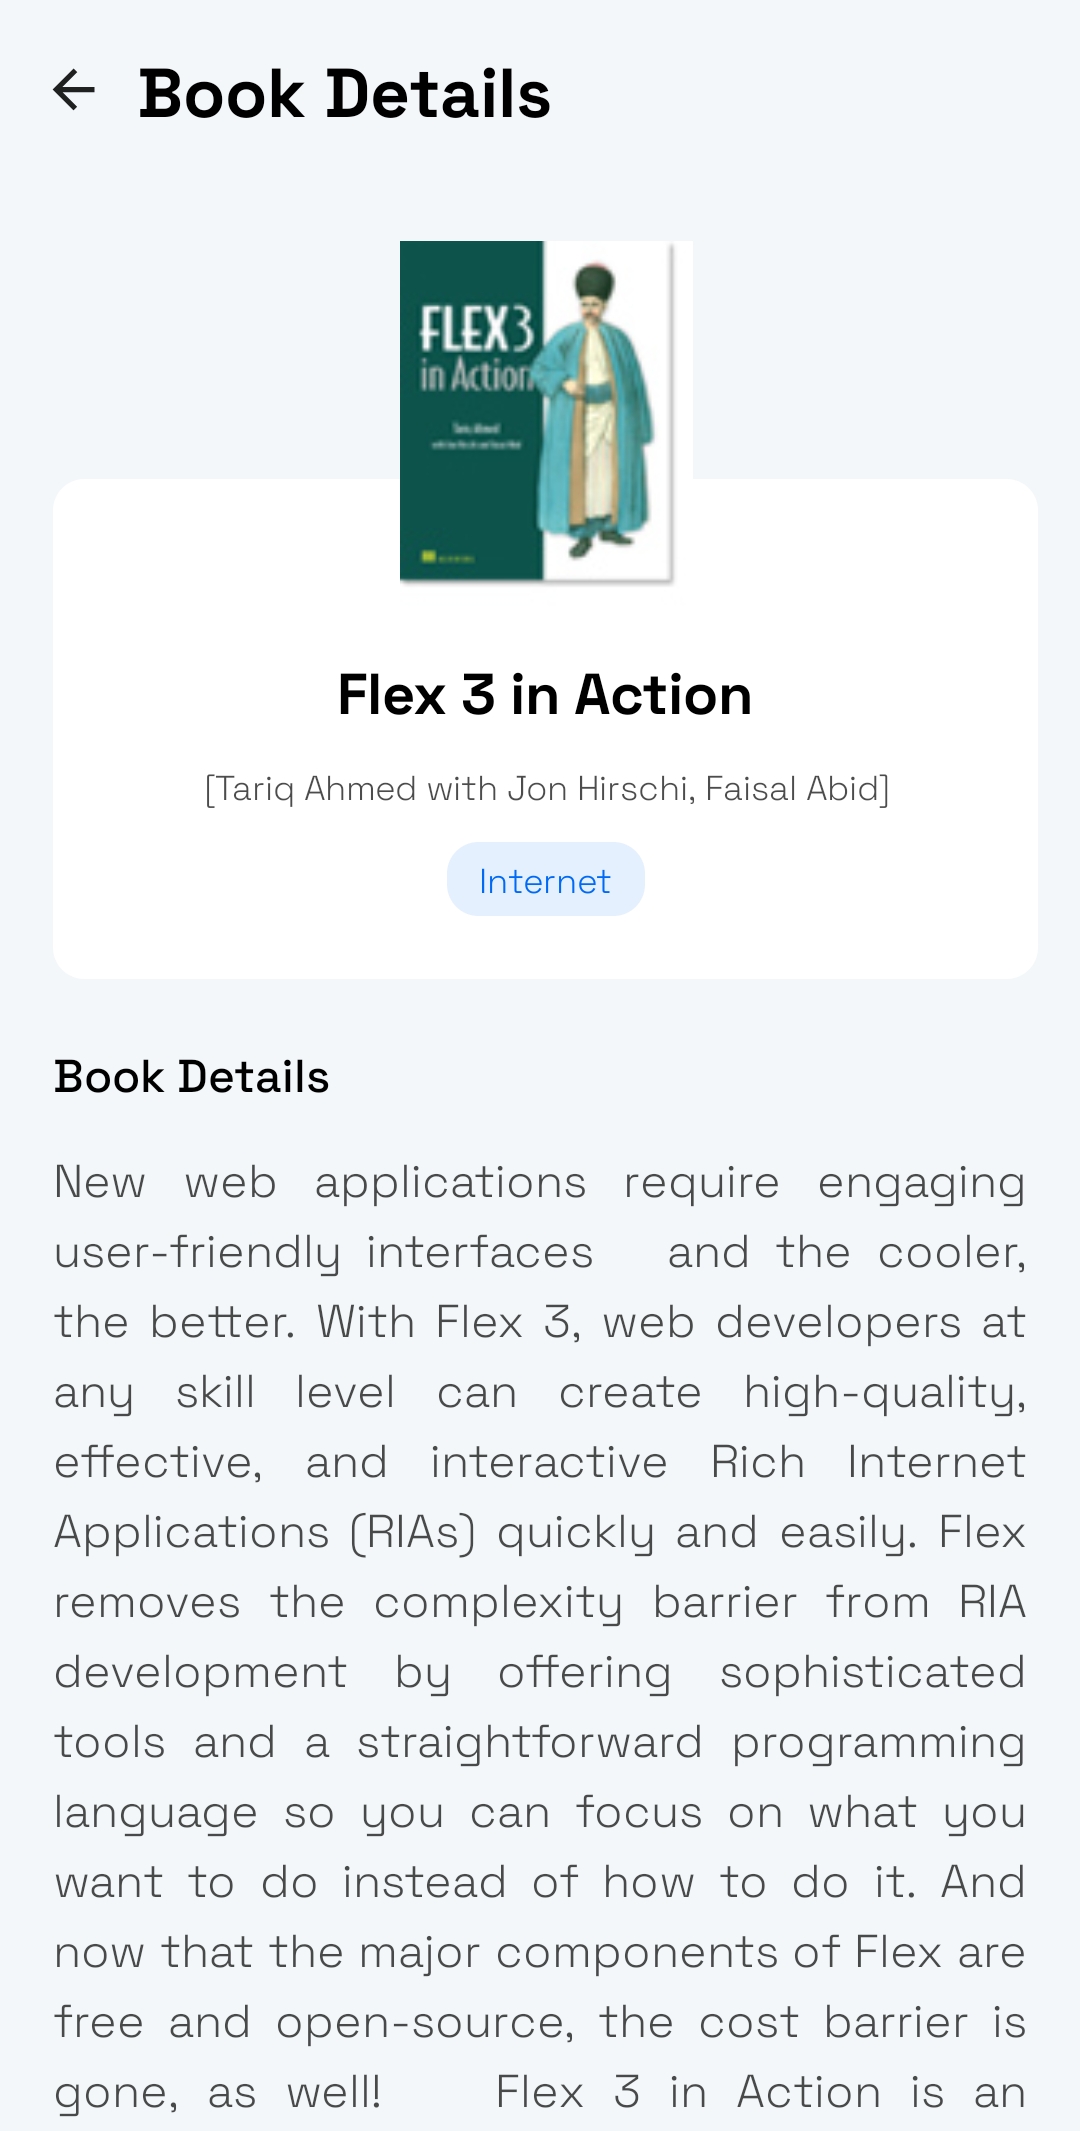 Book Details
FLEX 3
in Action
Flex 3 in Action
[Tariq Ahmed with Jon Hirschi, Faisal Abid]
Internet
Book Details
New web applications require engaging
user-friendly interfaces and the cooler,
the better. With Flex 3, web developers at
any skill level can create high-quality,
effective, and interactive Rich Internet
Applications (RIAs) quickly and easily. Flex
removes the complexity barrier from RIA
development by offering sophisticated
tools and a straightforward programming
language so you can focus on what you
want to do instead of how to do it. And
now that the major components of Flex are
free and open-source, the cost barrier is
gone, as well! Flex 3 in Action is an